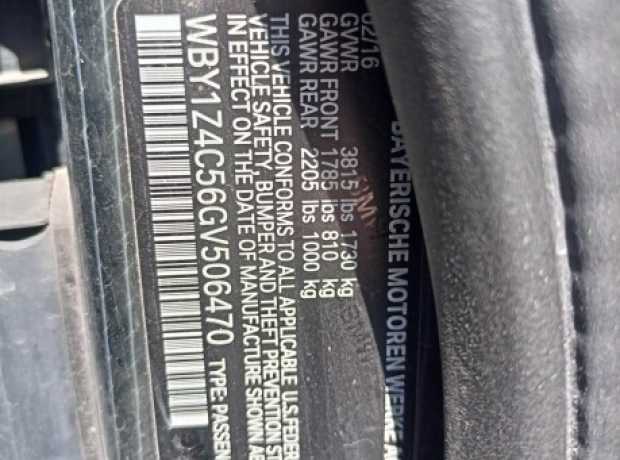 BAYERISCHE MOTOREN WERKE AG
02/16
GVWR 3815 lbs 1730 kg
GAWR FRONT 1785 lbs 810 kg
GAWR REAR 2205 lbs 1000 kg
THIS VEHICLE CONFORMS TO ALL APPLICABLE U.S.FEDER
VEHICLE SAFETY, BUMPER AND THEFT PREVENTION ST
IN EFFECT ON THE DATE OF MANUFACTURE SHOWN AB
WBY1Z4C56GV506470 TYPE:PASSEN